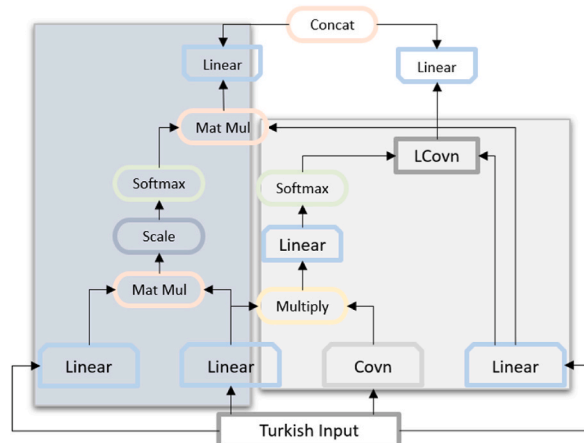 Concat
Linear
Linear
Mat Mul
LCovn
Softmax
Softmax
Scale
Linear
Mat Mul
Multiply
Linear
Linear
Covn
Linear
Turkish Input